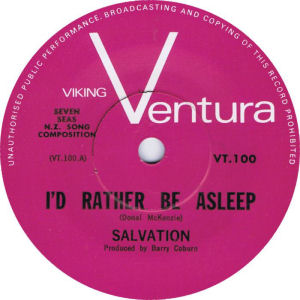 UNAUTHORISED PUBLIC PERFORMANCE, BROADCASTING AND COPYING OF THIS RECORD PROHIBITED
VIKING
Ventura
SEVEN
SEAS
N.Z. SONG
COMPOSITION
(VT.100.A)
VT.100
I'D RATHER BE ASLEEP
(Donal McKenzie)
SALVATION
Produced by Barry Coburn